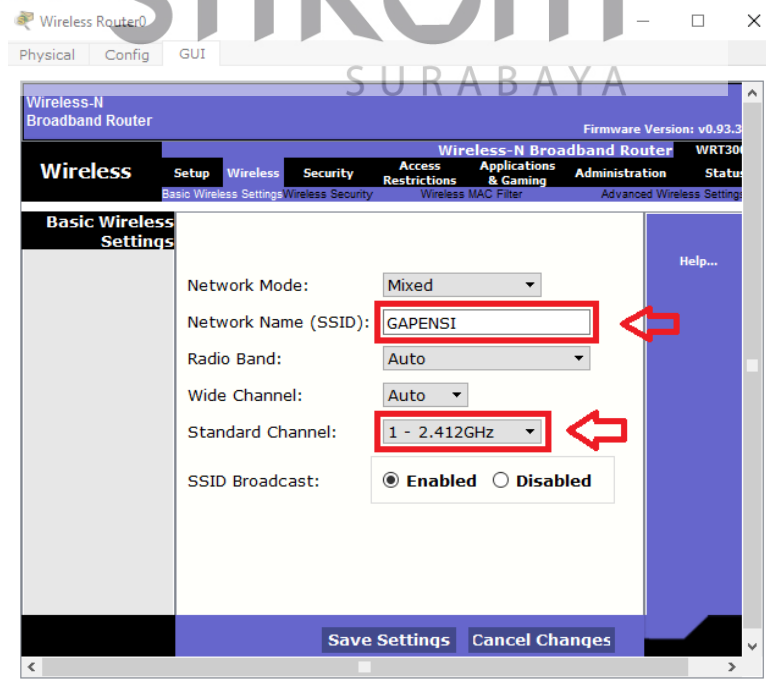 Wireless Router0
Physical Config GUI
SURABAYA
Wireless-N
Broadband Router
Firmware Version: v0.93.3
Wireless-N Broadband Router WRT300
Wireless
Setup Wireless Security Access Restrictions Applications & Gaming Administration Status
Basic Wireless Settings Wireless Security Wireless MAC Filter Advanced Wireless Settings
Basic Wireless
Settings
Help...
Network Mode: Mixed
Network Name (SSID): GAPENSI
Radio Band: Auto
Wide Channel: Auto
Standard Channel: 1 - 2.412GHz
SSID Broadcast: Enabled Disabled
Save Settings Cancel Changes